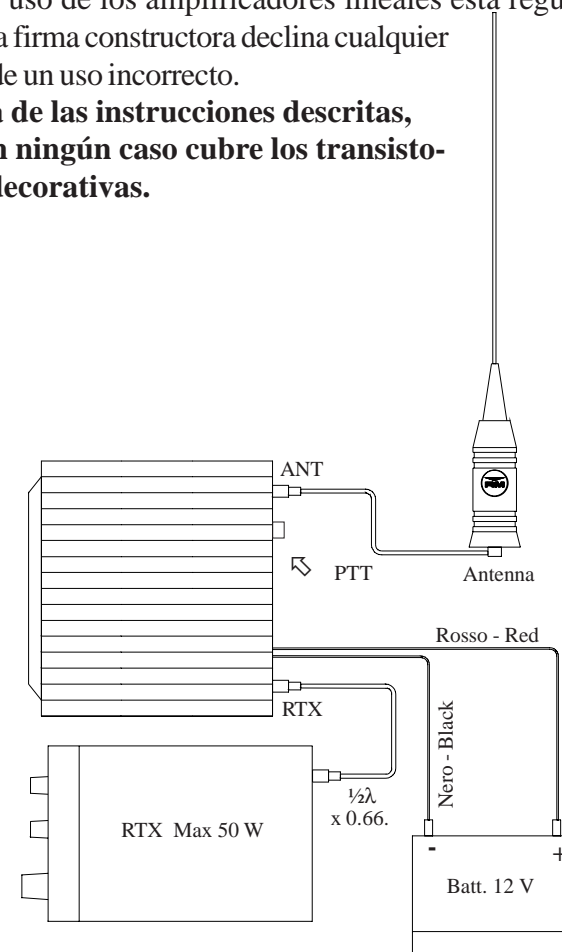 uso de los amplificadores lineales está regu
a firma constructora declina cualquier
de un uso incorrecto.
de las instrucciones descritas,
ningún caso cubre los transisto-
decorativas.
ANT
PTT
Antenna
Rosso - Red
RTX
Nero - Black
½λ
x 0.66.
RTX Max 50 W
- +
Batt. 12 V